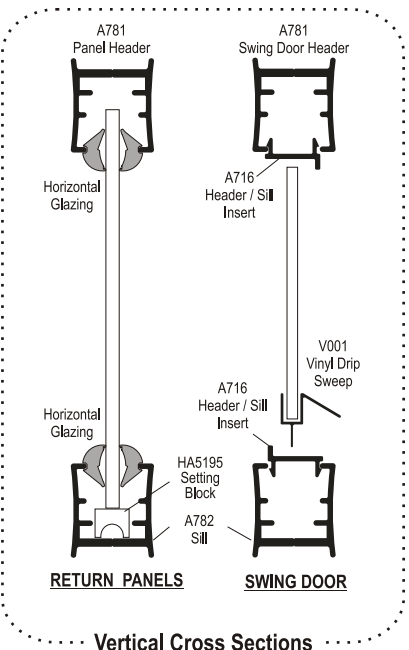 A781
Panel Header
A781
Swing Door Header
Horizontal
Glazing
A716
Header / Sill
Insert
V001
Vinyl Drip
Sweep
A716
Header / Sill
Insert
Horizontal
Glazing
HA5195
Setting
Block
A782
Sill
RETURN PANELS
SWING DOOR
Vertical Cross Sections